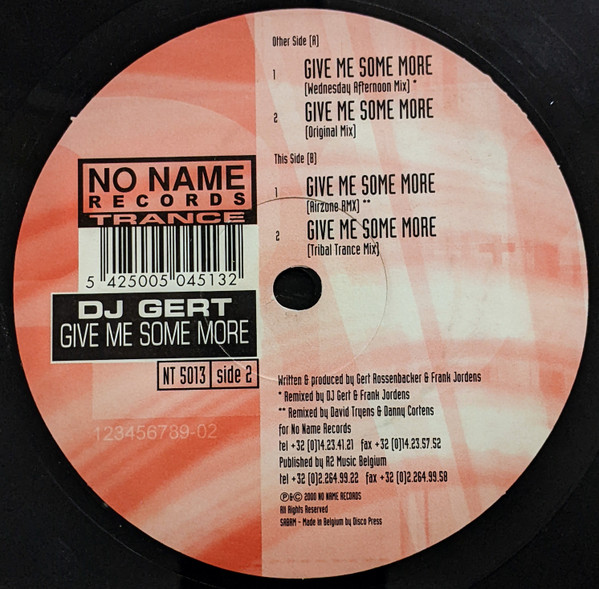 Other Side (A)
1 GIVE ME SOME MORE
(Wednesday Afternoon Mix) *
2 GIVE ME SOME MORE
(Original Mix)
This Side (B)
1 GIVE ME SOME MORE
(Airzone RMX) **
2 GIVE ME SOME MORE
(Tribal Trance Mix)
NO NAME
RECORDS
TRANCE
5 425005 045132
DJ GERT
GIVE ME SOME MORE
NT 5013 side 2
123456789-02
Written & produced by Gert Rossenbacker & Frank Jordens
* Remixed by DJ Gert & Frank Jordens
** Remixed by David Tryens & Danny Cortens
for No Name Records
tel +32 (0)14.23.41.21 fax +32 (0)14.23.57.52
Published by A2 Music Belgium
tel +32 (0)2.264.99.22 fax +32 (0)2.264.99.58
℗&© 2000 NO NAME RECORDS
All Rights Reserved
SABAM - Made in Belgium by Disco Press